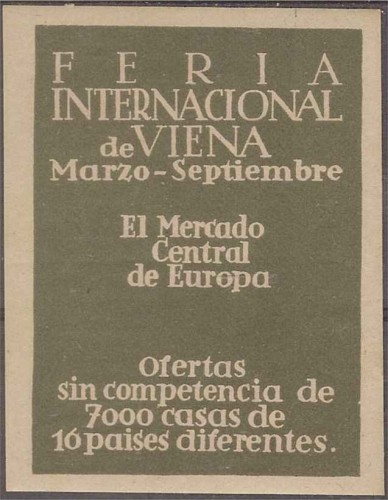 FERIA
INTERNACIONAL
de VIENA
Marzo-Septiembre
El Mercado
Central
de Europa
Ofertas
sin competencia de
7000 casas de
16 paises diferentes.